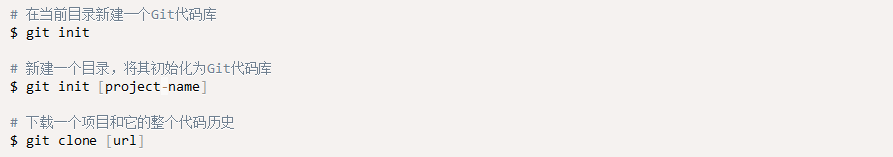 # 在当前目录新建一个Git代码库
$ git init
# 新建一个目录，将其初始化为Git代码库
$ git init [project-name]
# 下载一个项目和它的整个代码历史
$ git clone [url]